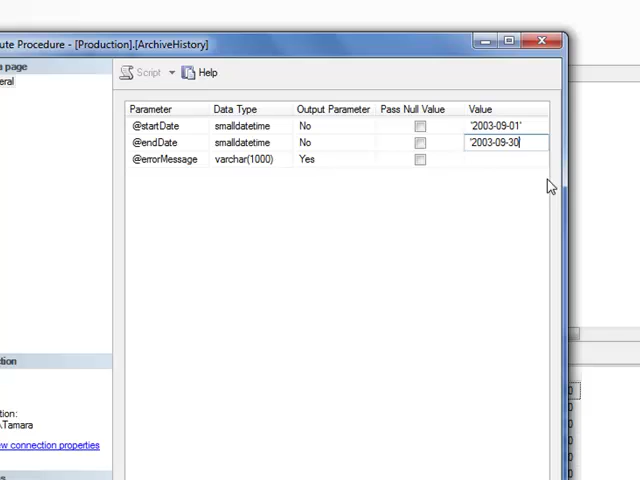 ute Procedure - [Production].[ArchiveHistory]
a page
eral
Script Help
Parameter Data Type Output Parameter Pass Null Value Value
@startDate smalldatetime No '2003-09-01'
@endDate smalldatetime No '2003-09-30
@errorMessage varchar(1000) Yes
ction
tion:
\Tamara
ew connection properties